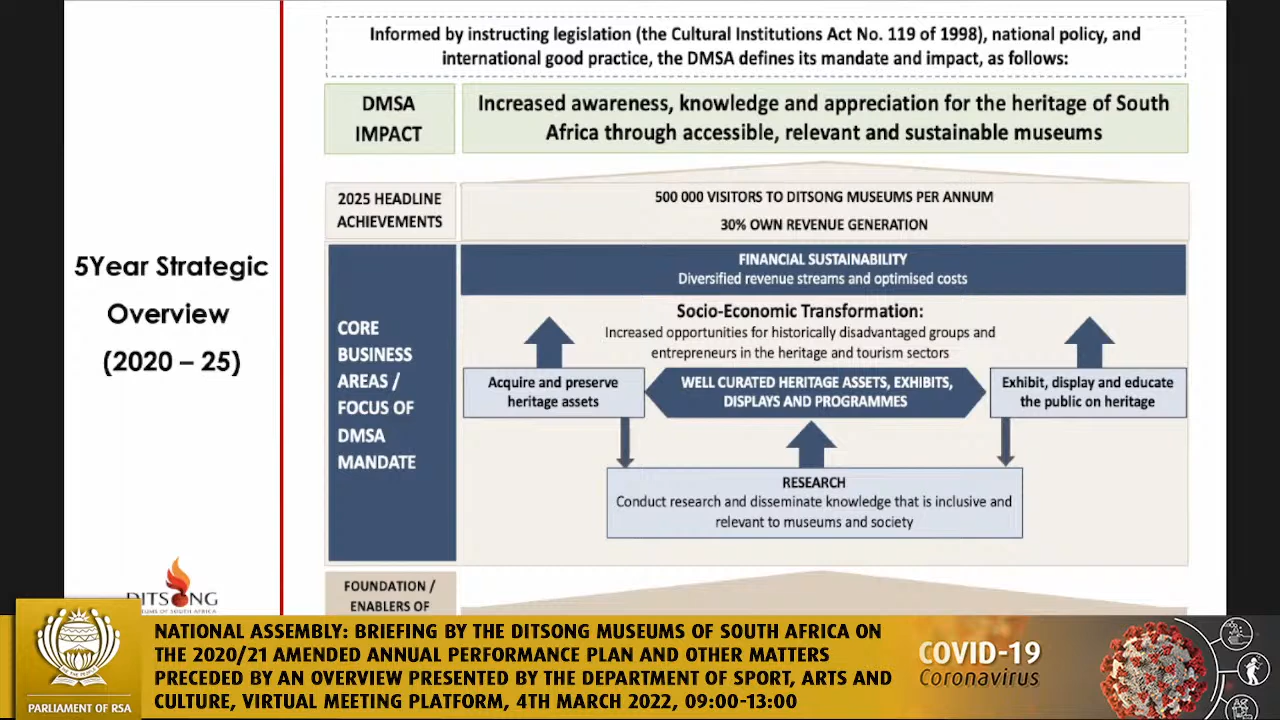 Informed by instructing legislation (the Cultural Institutions Act No. 119 of 1998), national policy, and
international good practice, the DMSA defines its mandate and impact, as follows:
DMSA
IMPACT
Increased awareness, knowledge and appreciation for the heritage of South
Africa through accessible, relevant and sustainable museums
2025 HEADLINE
ACHIEVEMENTS
500 000 VISITORS TO DITSONG MUSEUMS PER ANNUM
30% OWN REVENUE GENERATION
5Year Strategic
Overview
(2020 – 25)
CORE
BUSINESS
AREAS /
FOCUS OF
DMSA
MANDATE
FINANCIAL SUSTAINABILITY
Diversified revenue streams and optimised costs
Socio-Economic Transformation:
Increased opportunities for historically disadvantaged groups and
entrepreneurs in the heritage and tourism sectors
Acquire and preserve
heritage assets
WELL CURATED HERITAGE ASSETS, EXHIBITS,
DISPLAYS AND PROGRAMMES
Exhibit, display and educate
the public on heritage
RESEARCH
Conduct research and disseminate knowledge that is inclusive and
relevant to museums and society
FOUNDATION /
ENABLERS OF
DITSONG
MUSEUMS OF SOUTH AFRICA
PARLIAMENT OF RSA
NATIONAL ASSEMBLY: BRIEFING BY THE DITSONG MUSEUMS OF SOUTH AFRICA ON
THE 2020/21 AMENDED ANNUAL PERFORMANCE PLAN AND OTHER MATTERS
PRECEDED BY AN OVERVIEW PRESENTED BY THE DEPARTMENT OF SPORT, ARTS AND
CULTURE, VIRTUAL MEETING PLATFORM, 4TH MARCH 2022, 09:00-13:00
COVID-19
Coronavirus